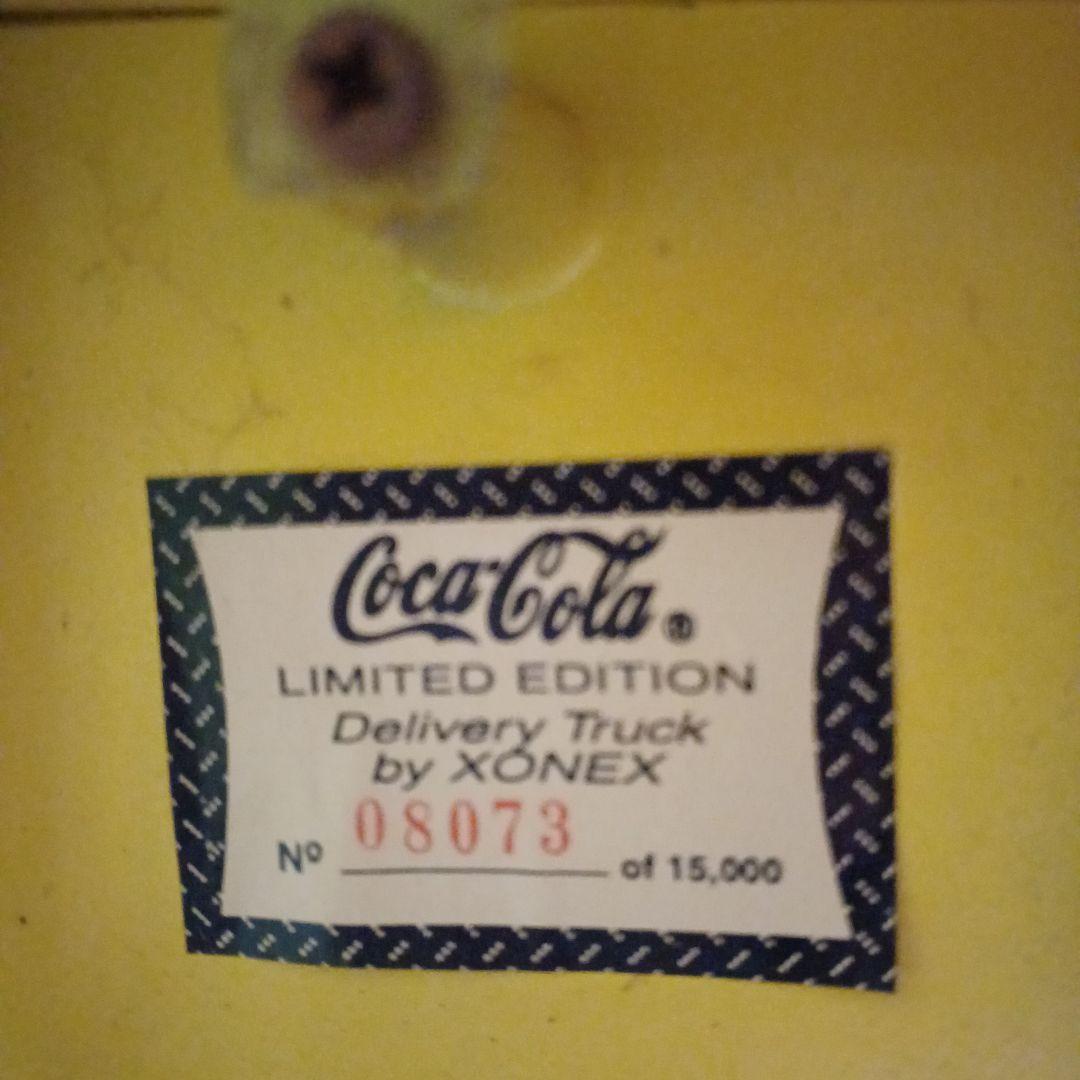 Coca-Cola ®
LIMITED EDITION
Delivery Truck
by XONEX
Nº 08073 of 15,000